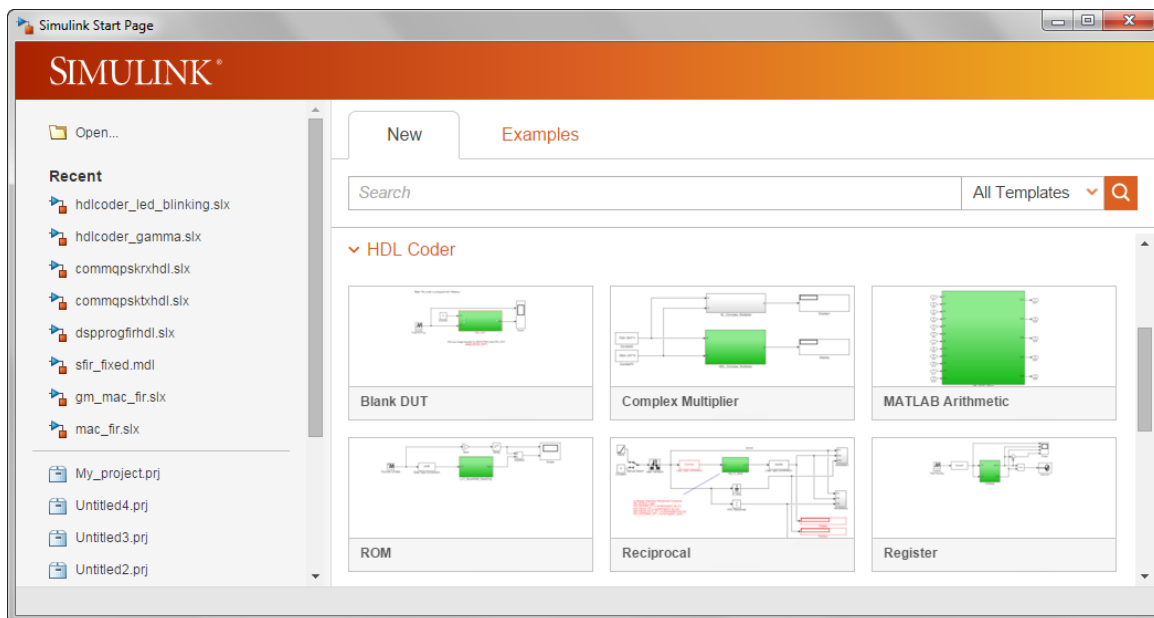 Simulink Start Page
SIMULINK®
Open...
Recent
hdlcoder_led_blinking.slx
hdlcoder_gamma.slx
commqpskrxhdl.slx
commqpsktxhdl.slx
dspprogfirhdl.slx
sfir_fixed.mdl
gm_mac_fir.slx
mac_fir.slx
My_project.prj
Untitled4.prj
Untitled3.prj
Untitled2.prj
New
Examples
Search
All Templates
HDL Coder
Blank DUT
Complex Multiplier
MATLAB Arithmetic
ROM
Reciprocal
Register